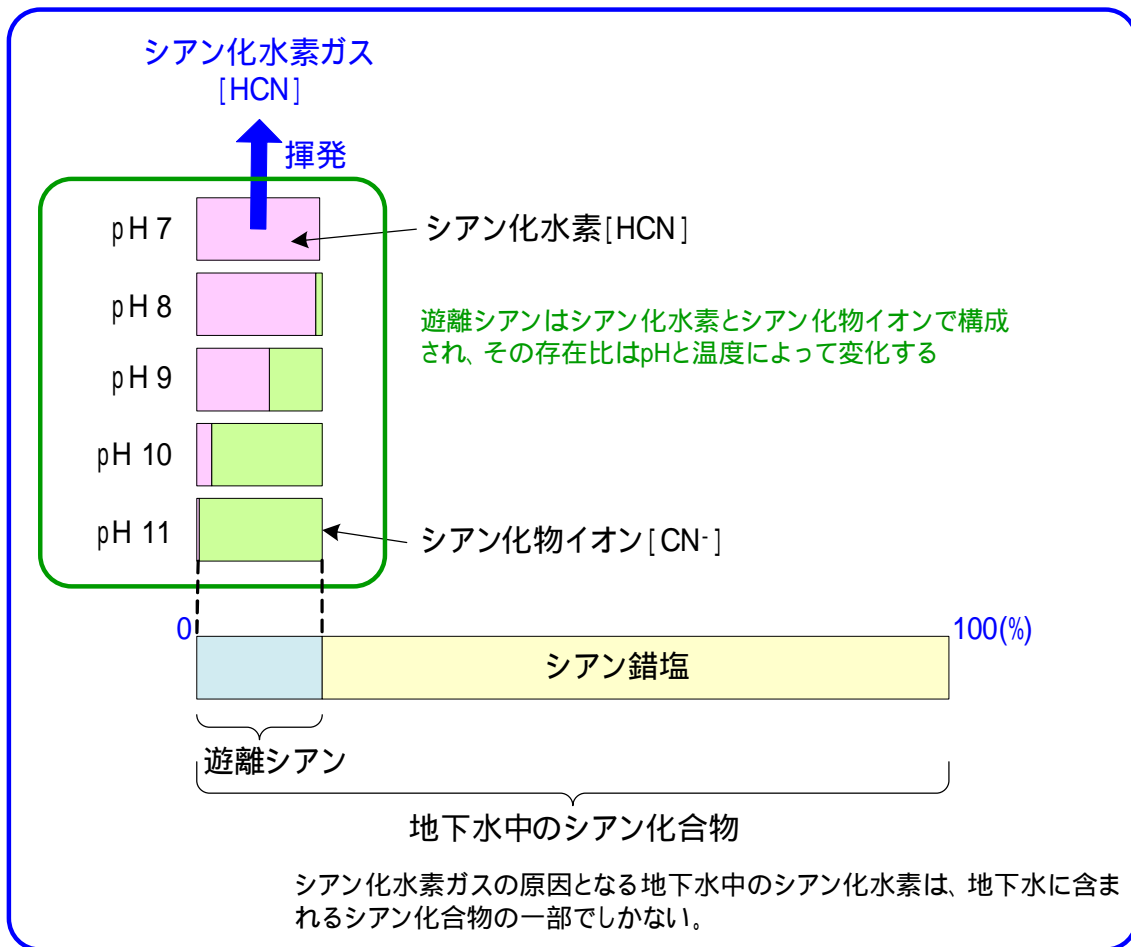 シアン化水素ガス
[HCN]
揮発
pH 7
シアン化水素[HCN]
pH 8
遊離シアンはシアン化水素とシアン化物イオンで構成
され、その存在比はpHと温度によって変化する
pH 9
pH 10
pH 11
シアン化物イオン[CN-]
0
100(%)
シアン錯塩
遊離シアン
地下水中のシアン化合物
シアン化水素ガスの原因となる地下水中のシアン化水素は、地下水に含ま
れるシアン化合物の一部でしかない。